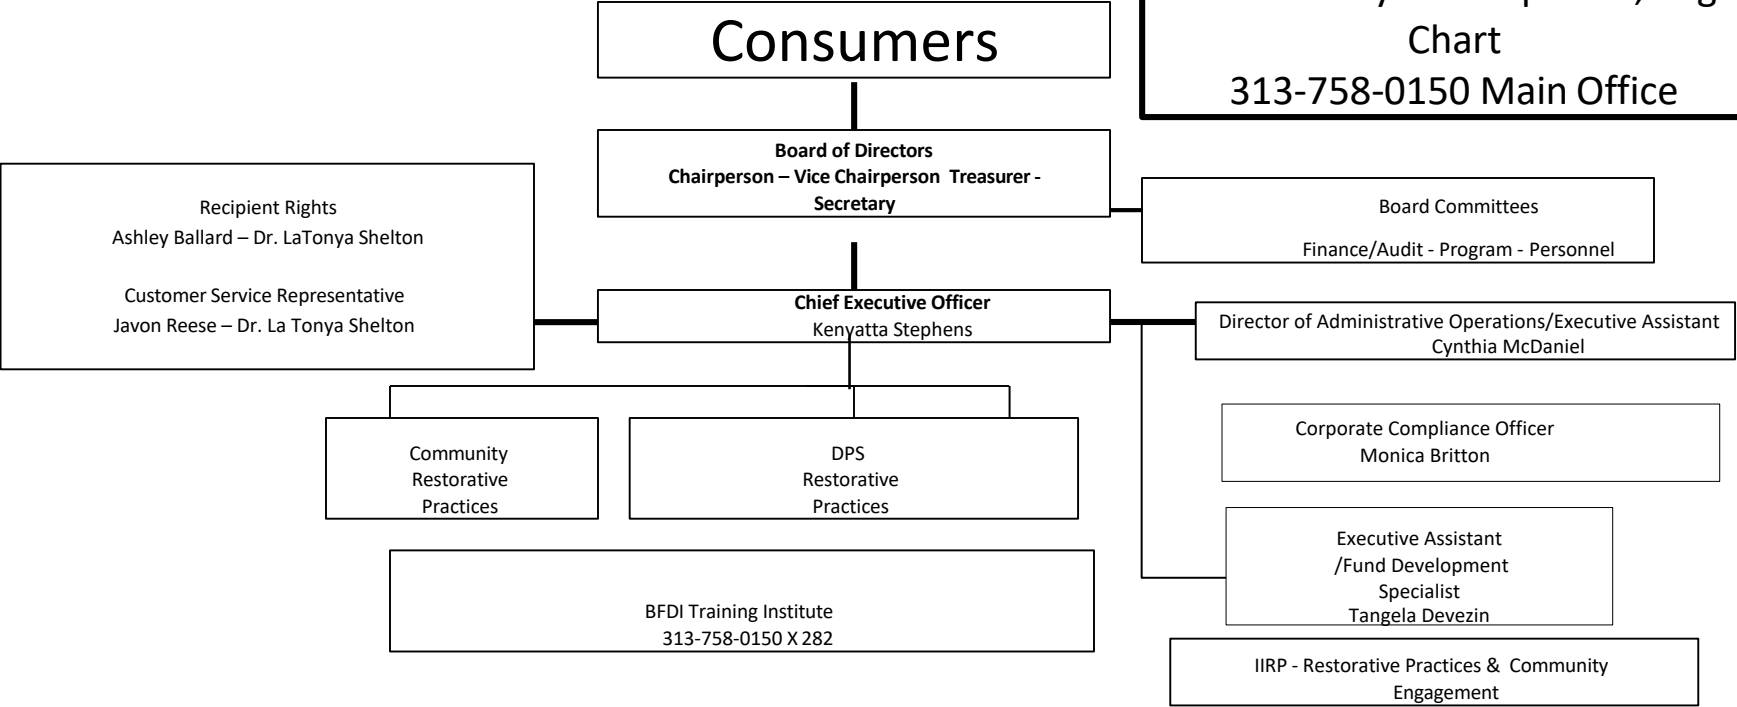 Consumers
Chart
313-758-0150 Main Office
Board of Directors
Chairperson – Vice Chairperson Treasurer -
Secretary
Recipient Rights
Ashley Ballard – Dr. LaTonya Shelton
Customer Service Representative
Javon Reese – Dr. La Tonya Shelton
Board Committees
Finance/Audit - Program - Personnel
Chief Executive Officer
Kenyatta Stephens
Director of Administrative Operations/Executive Assistant
Cynthia McDaniel
Community
Restorative
Practices
DPS
Restorative
Practices
Corporate Compliance Officer
Monica Britton
Executive Assistant
/Fund Development
Specialist
Tangela Devezin
BFDI Training Institute
313-758-0150 X 282
IIRP - Restorative Practices & Community
Engagement